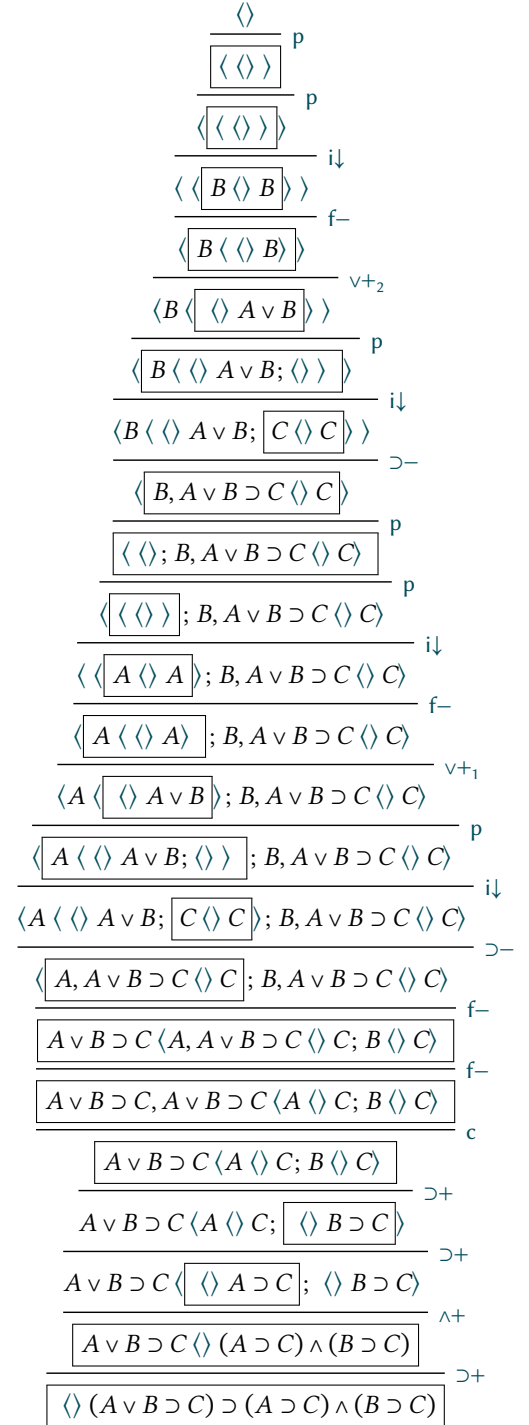 ⟨⟩
p
⟨ ⟨⟩ ⟩
p
⟨ ⟨ ⟨⟩ ⟩ ⟩
i↓
⟨ ⟨ B ⟨⟩ B ⟩ ⟩
f−
⟨ B ⟨ ⟨⟩ B⟩ ⟩
∨+₂
⟨B ⟨ ⟨⟩ A ∨ B ⟩ ⟩
p
⟨ B ⟨ ⟨⟩ A ∨ B; ⟨⟩ ⟩ ⟩
i↓
⟨B ⟨ ⟨⟩ A ∨ B; C ⟨⟩ C ⟩ ⟩
⊃−
⟨ B, A ∨ B ⊃ C ⟨⟩ C ⟩
p
⟨ ⟨⟩; B, A ∨ B ⊃ C ⟨⟩ C⟩
p
⟨ ⟨ ⟨⟩ ⟩ ; B, A ∨ B ⊃ C ⟨⟩ C⟩
i↓
⟨ ⟨ A ⟨⟩ A ⟩; B, A ∨ B ⊃ C ⟨⟩ C⟩
f−
⟨ A ⟨ ⟨⟩ A⟩ ; B, A ∨ B ⊃ C ⟨⟩ C⟩
∨+₁
⟨A ⟨ ⟨⟩ A ∨ B ⟩; B, A ∨ B ⊃ C ⟨⟩ C⟩
p
⟨ A ⟨ ⟨⟩ A ∨ B; ⟨⟩ ⟩ ; B, A ∨ B ⊃ C ⟨⟩ C⟩
i↓
⟨A ⟨ ⟨⟩ A ∨ B; C ⟨⟩ C ⟩; B, A ∨ B ⊃ C ⟨⟩ C⟩
⊃−
⟨ A, A ∨ B ⊃ C ⟨⟩ C ; B, A ∨ B ⊃ C ⟨⟩ C⟩
f−
A ∨ B ⊃ C ⟨A, A ∨ B ⊃ C ⟨⟩ C; B ⟨⟩ C⟩
f−
A ∨ B ⊃ C, A ∨ B ⊃ C ⟨A ⟨⟩ C; B ⟨⟩ C⟩
c
A ∨ B ⊃ C ⟨A ⟨⟩ C; B ⟨⟩ C⟩
⊃+
A ∨ B ⊃ C ⟨A ⟨⟩ C; ⟨⟩ B ⊃ C ⟩
⊃+
A ∨ B ⊃ C ⟨ ⟨⟩ A ⊃ C ; ⟨⟩ B ⊃ C⟩
∧+
A ∨ B ⊃ C ⟨⟩ (A ⊃ C) ∧ (B ⊃ C)
⊃+
⟨⟩ (A ∨ B ⊃ C) ⊃ (A ⊃ C) ∧ (B ⊃ C)